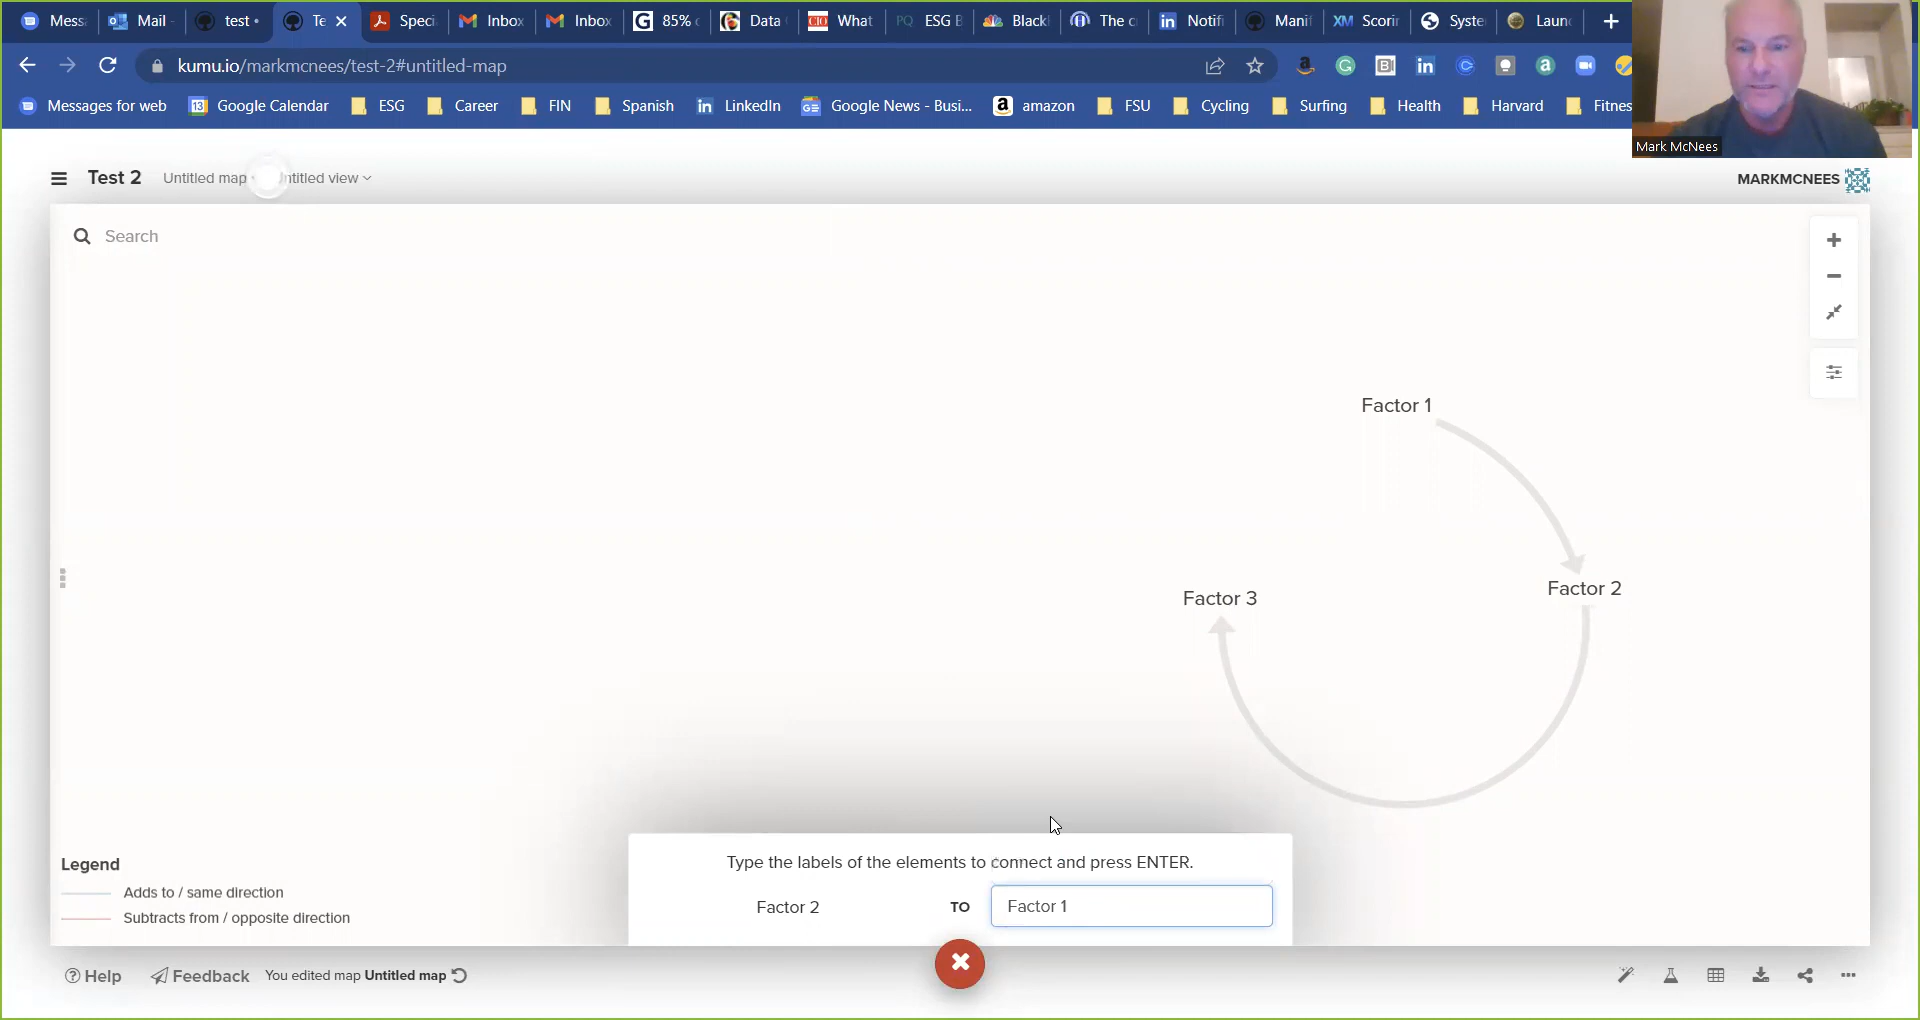 Messa Mail - test • Te Speci Inbox Inbox 85% c Data What ESG B Black The c Notifi Manif Scorin Syste Laun
kumu.io/markmcnees/test-2#untitled-map
Messages for web Google Calendar ESG Career FIN Spanish LinkedIn Google News - Busi... amazon FSU Cycling Surfing Health Harvard Fitnes
Mark McNees
Test 2 Untitled map ntitled view
MARKMCNEES
Search
Factor 1
Factor 2
Factor 3
Type the labels of the elements to connect and press ENTER.
Factor 2 TO Factor 1
Legend
Adds to / same direction
Subtracts from / opposite direction
Help Feedback You edited map Untitled map